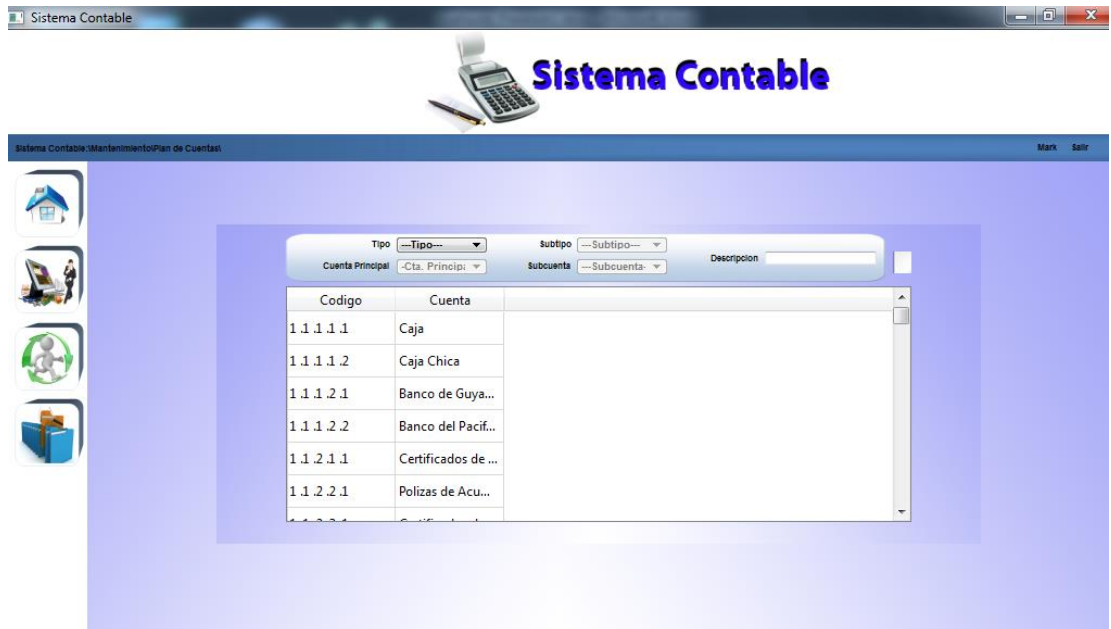 Sistema Contable
Sistema Contable
Sistema Contable:\Mantenimiento\Plan de Cuentas\ Mark Salir
Tipo ---Tipo--- Subtipo ---Subtipo---
Cuenta Principal -Cta. Princip Subcuenta ---Subcuenta- Descripcion
Codigo Cuenta
1.1.1.1.1 Caja
1.1.1.1.2 Caja Chica
1.1.1.2.1 Banco de Guya...
1.1.1.2.2 Banco del Pacif...
1.1.2.1.1 Certificados de ...
1.1.2.2.1 Polizas de Acu...